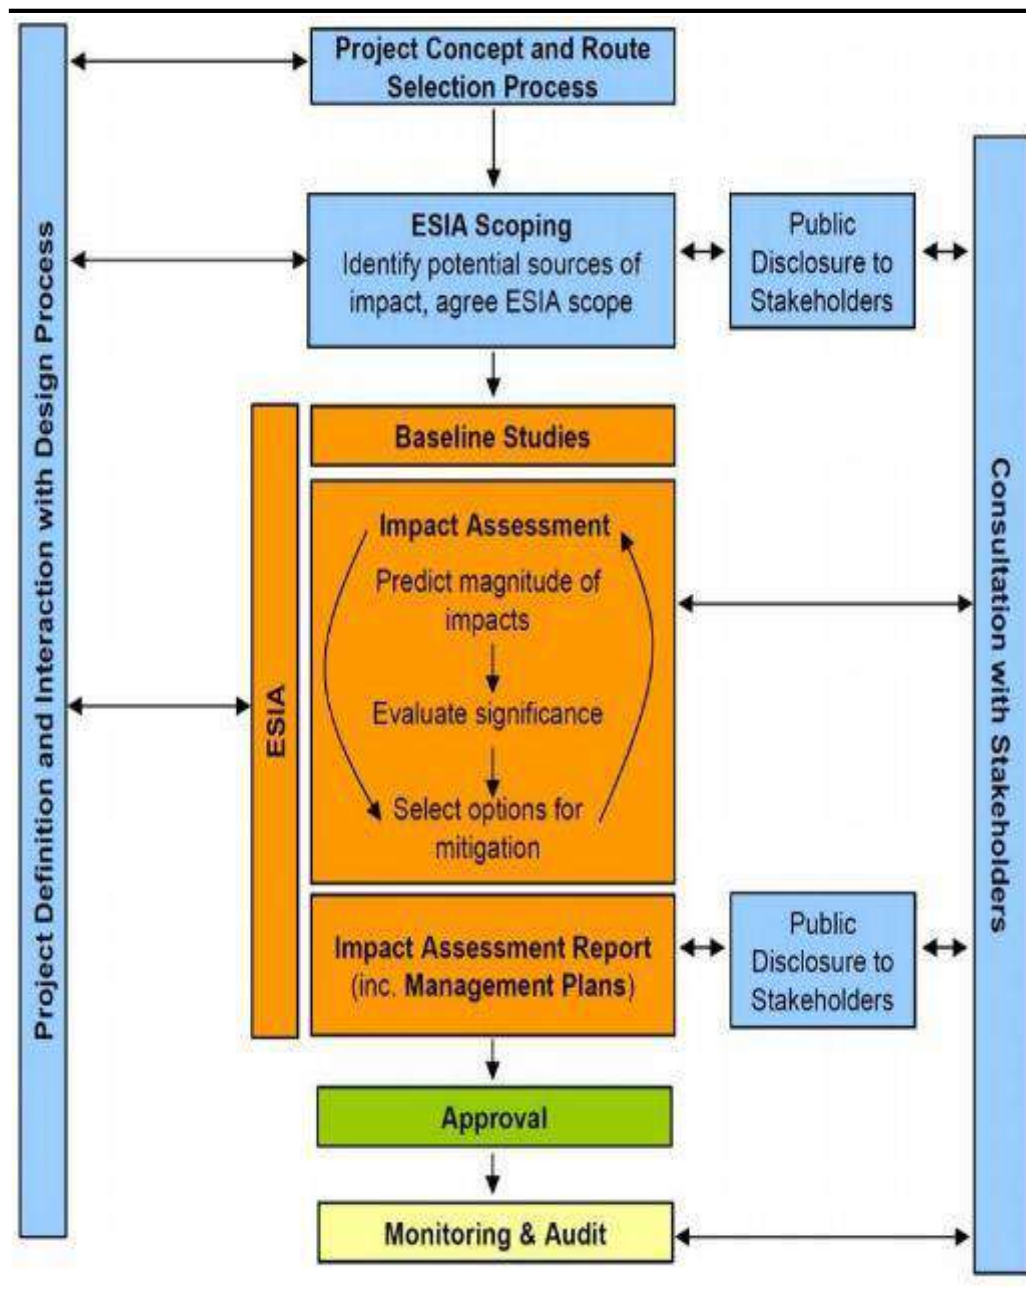 Project Concept and Route
Selection Process
ESIA Scoping
Identify potential sources of
impact, agree ESIA scope
Public
Disclosure to
Stakeholders
Project Definition and Interaction with Design Process
ESIA
Baseline Studies
Impact Assessment
Predict magnitude of
impacts
Evaluate significance
Select options for
mitigation
Consultation with Stakeholders
Impact Assessment Report
(inc. Management Plans)
Public
Disclosure to
Stakeholders
Approval
Monitoring & Audit